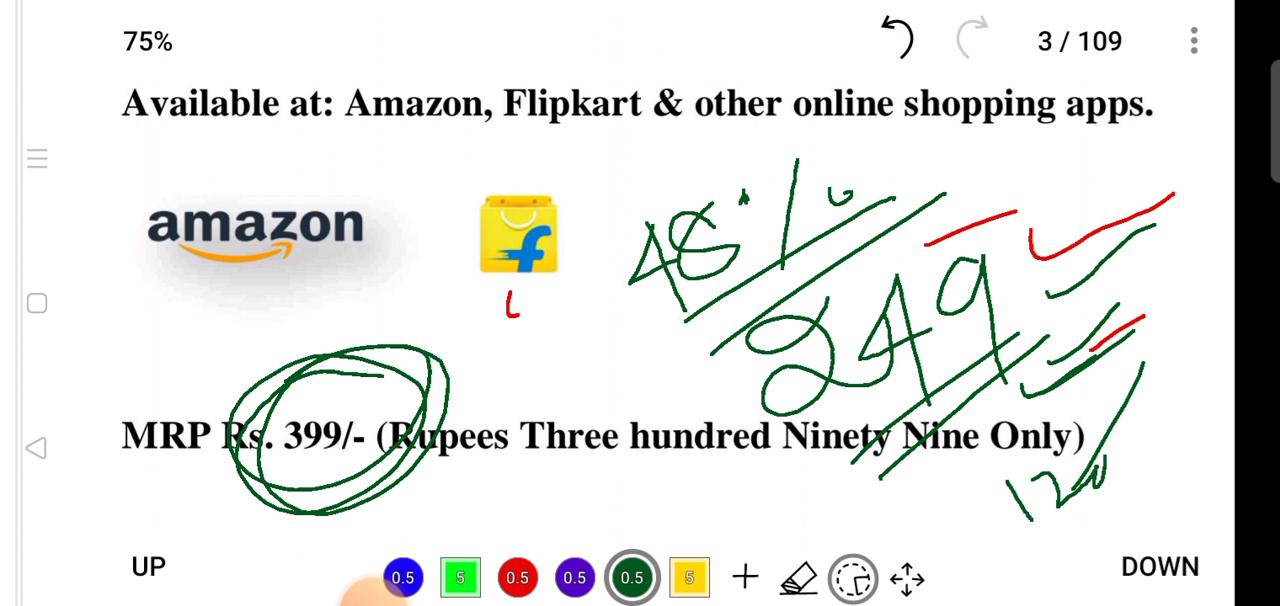 75%
3 / 109
Available at: Amazon, Flipkart & other online shopping apps.
amazon
48%
249
MRP Rs. 399/- (Rupees Three hundred Ninety Nine Only)
UP
0.5 5 0.5 0.5 0.5 5
DOWN